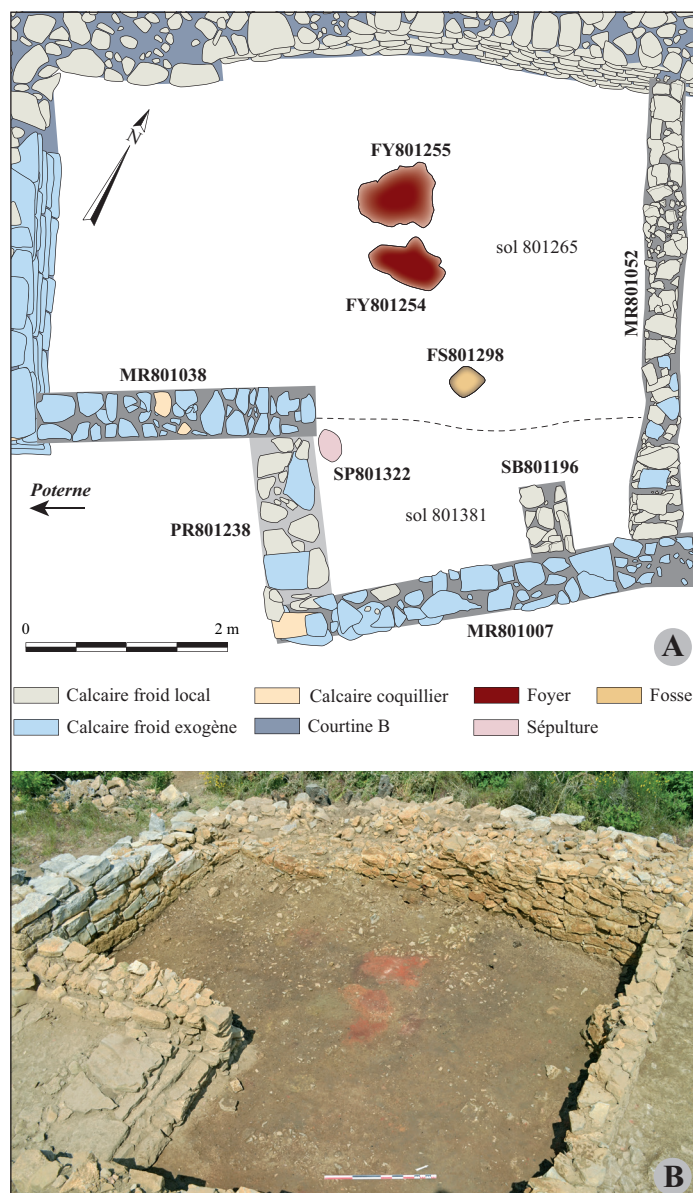 N
FY801255
sol 801265
FY801254
MR801052
FS801298
MR801038
SP801322
SB801196
Poterne
PR801238
sol 801381
0 2 m
MR801007
A
Calcaire froid local
Calcaire coquillier
Foyer
Fosse
Calcaire froid exogène
Courtine B
Sépulture
B